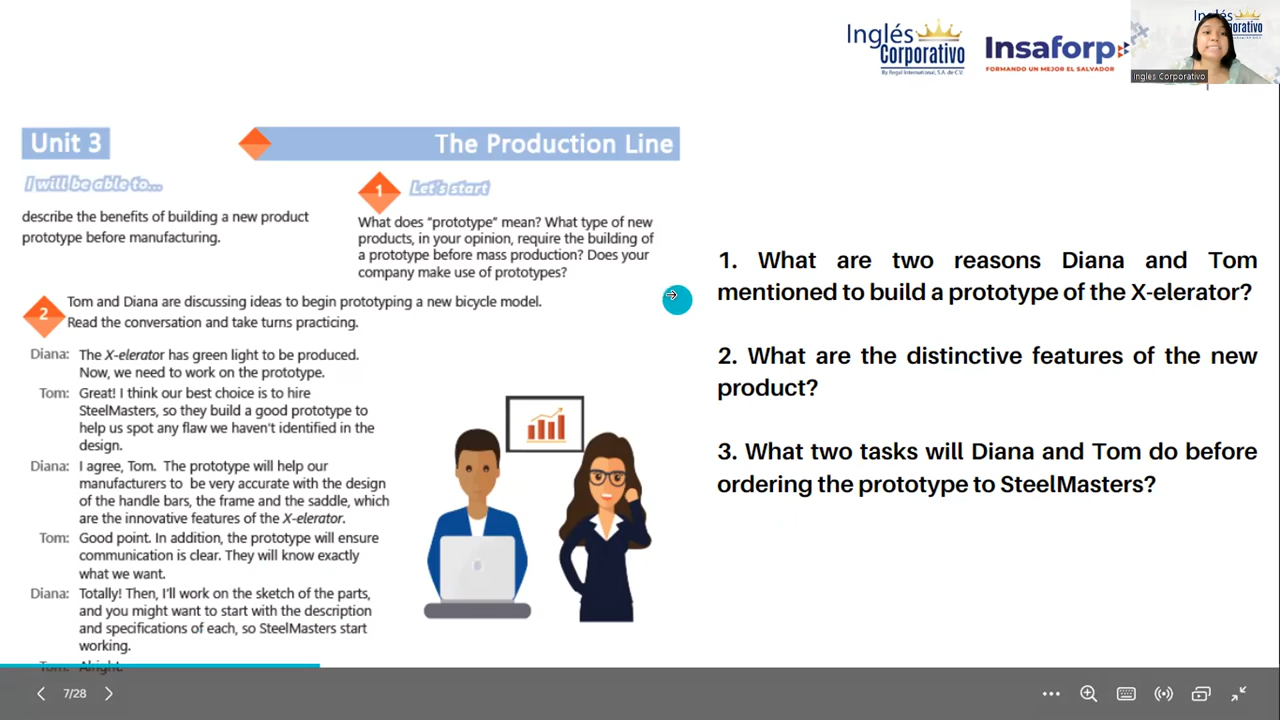 Inglés
Corporativo
By Regal International, S.A. de C.V.
Insaforp
FORMANDO UN MEJOR EL SALVADOR
Inglés
Corporativo
Ingles Corporativo
Unit 3
The Production Line
I will be able to...
describe the benefits of building a new product
prototype before manufacturing.
1
Let's start
What does “prototype” mean? What type of new
products, in your opinion, require the building of
a prototype before mass production? Does your
company make use of prototypes?
2
Tom and Diana are discussing ideas to begin prototyping a new bicycle model.
Read the conversation and take turns practicing.
Diana: The X-elerator has green light to be produced.
Now, we need to work on the prototype.
Tom: Great! I think our best choice is to hire
SteelMasters, so they build a good prototype to
help us spot any flaw we haven't identified in the
design.
Diana: I agree, Tom. The prototype will help our
manufacturers to be very accurate with the design
of the handle bars, the frame and the saddle, which
are the innovative features of the X-elerator.
Tom: Good point. In addition, the prototype will ensure
communication is clear. They will know exactly
what we want.
Diana: Totally! Then, I'll work on the sketch of the parts,
and you might want to start with the description
and specifications of each, so SteelMasters start
working.
Tom: Alright.
1. What are two reasons Diana and Tom
mentioned to build a prototype of the X-elerator?
2. What are the distinctive features of the new
product?
3. What two tasks will Diana and Tom do before
ordering the prototype to SteelMasters?
7/28